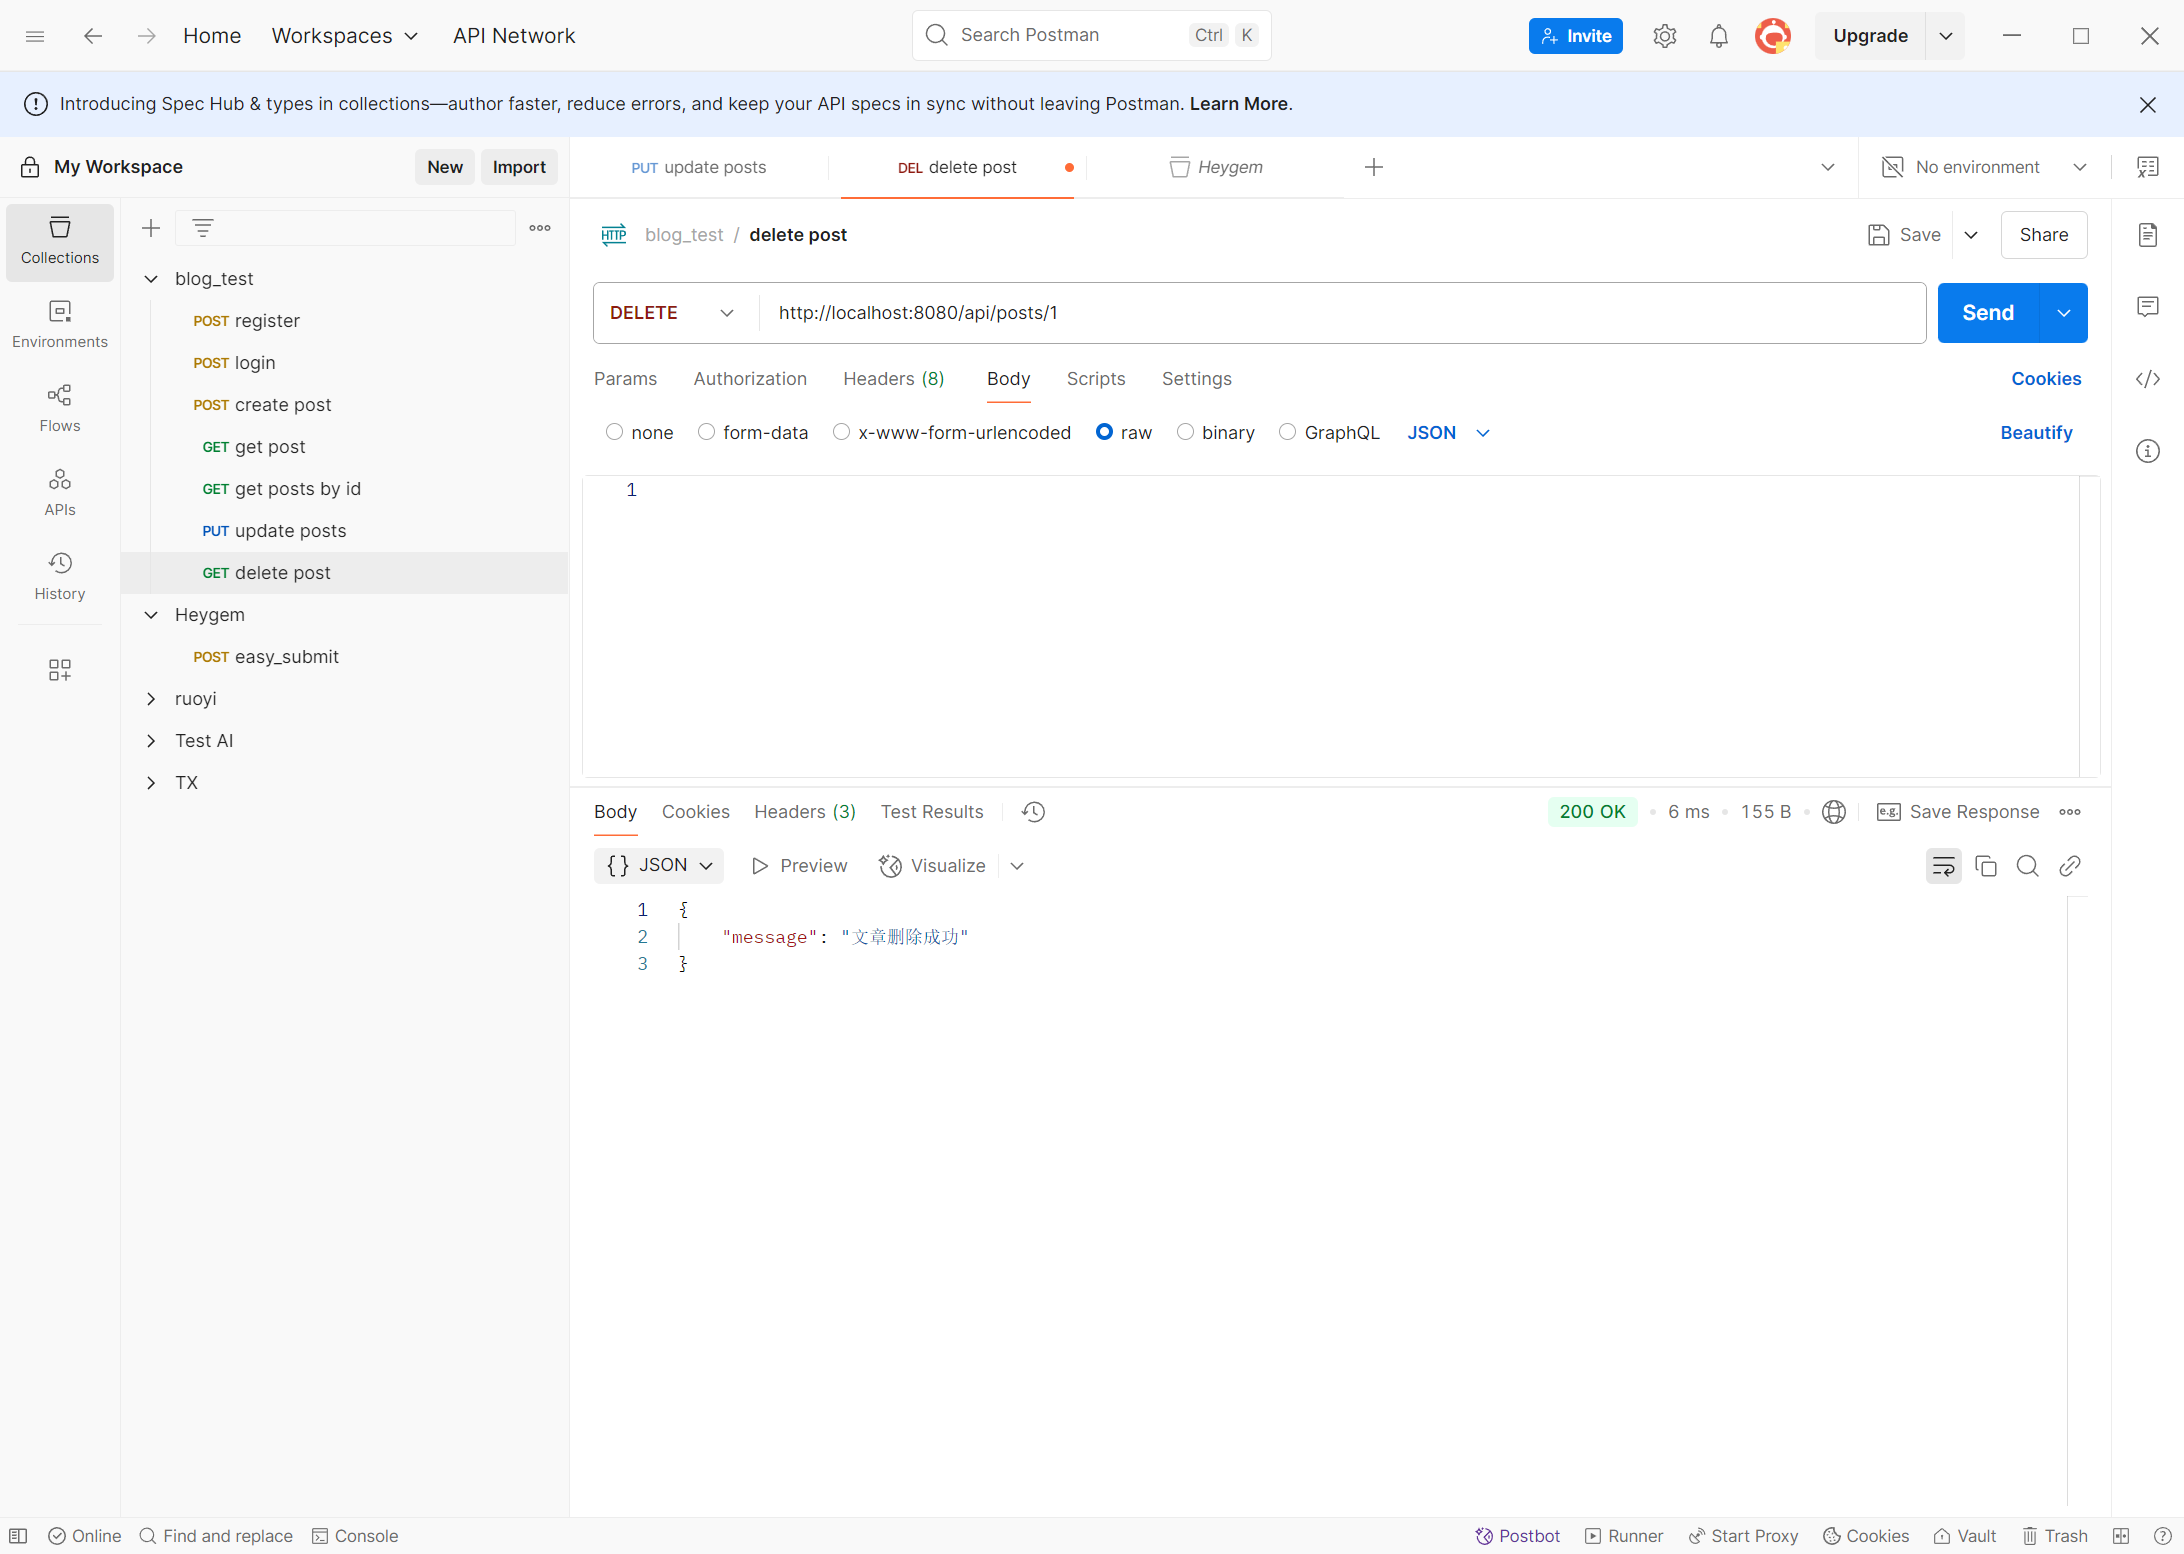 Home Workspaces API Network Search Postman Ctrl K Invite Upgrade
Introducing Spec Hub & types in collections—author faster, reduce errors, and keep your API specs in sync without leaving Postman. Learn More.
My Workspace New Import PUT update posts DEL delete post Heygem No environment
Collections
Environments
Flows
APIs
History
blog_test
POST register
POST login
POST create post
GET get post
GET get posts by id
PUT update posts
GET delete post
Heygem
POST easy_submit
ruoyi
Test AI
TX
HTTP blog_test / delete post Save Share
DELETE http://localhost:8080/api/posts/1 Send
Params Authorization Headers (8) Body Scripts Settings Cookies
none form-data x-www-form-urlencoded raw binary GraphQL JSON Beautify
1
Body Cookies Headers (3) Test Results 200 OK 6 ms 155 B e.g. Save Response
{} JSON Preview Visualize
1 {
2 "message": "文章删除成功"
3 }
Online Find and replace Console Postbot Runner Start Proxy Cookies Vault Trash